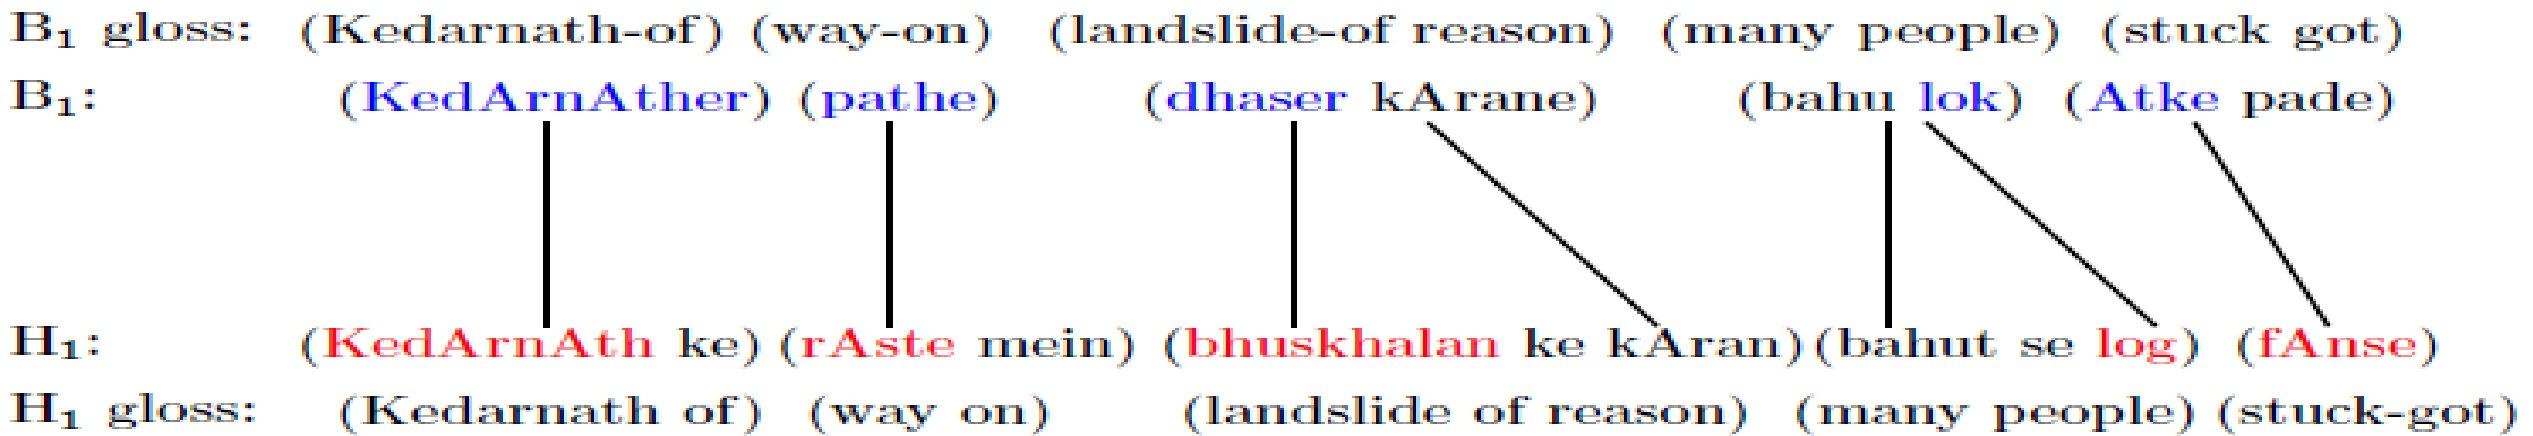 B₁ gloss: (Kedarnath-of) (way-on) (landslide-of reason) (many people) (stuck got)
B₁: (KedArnAther) (pathe) (dhaser kArane) (bahu lok) (Atke pade)
H₁: (KedArnAth ke) (rAste mein) (bhuskhalan ke kAran) (bahut se log) (fAnse)
H₁ gloss: (Kedarnath of) (way on) (landslide of reason) (many people) (stuck-got)